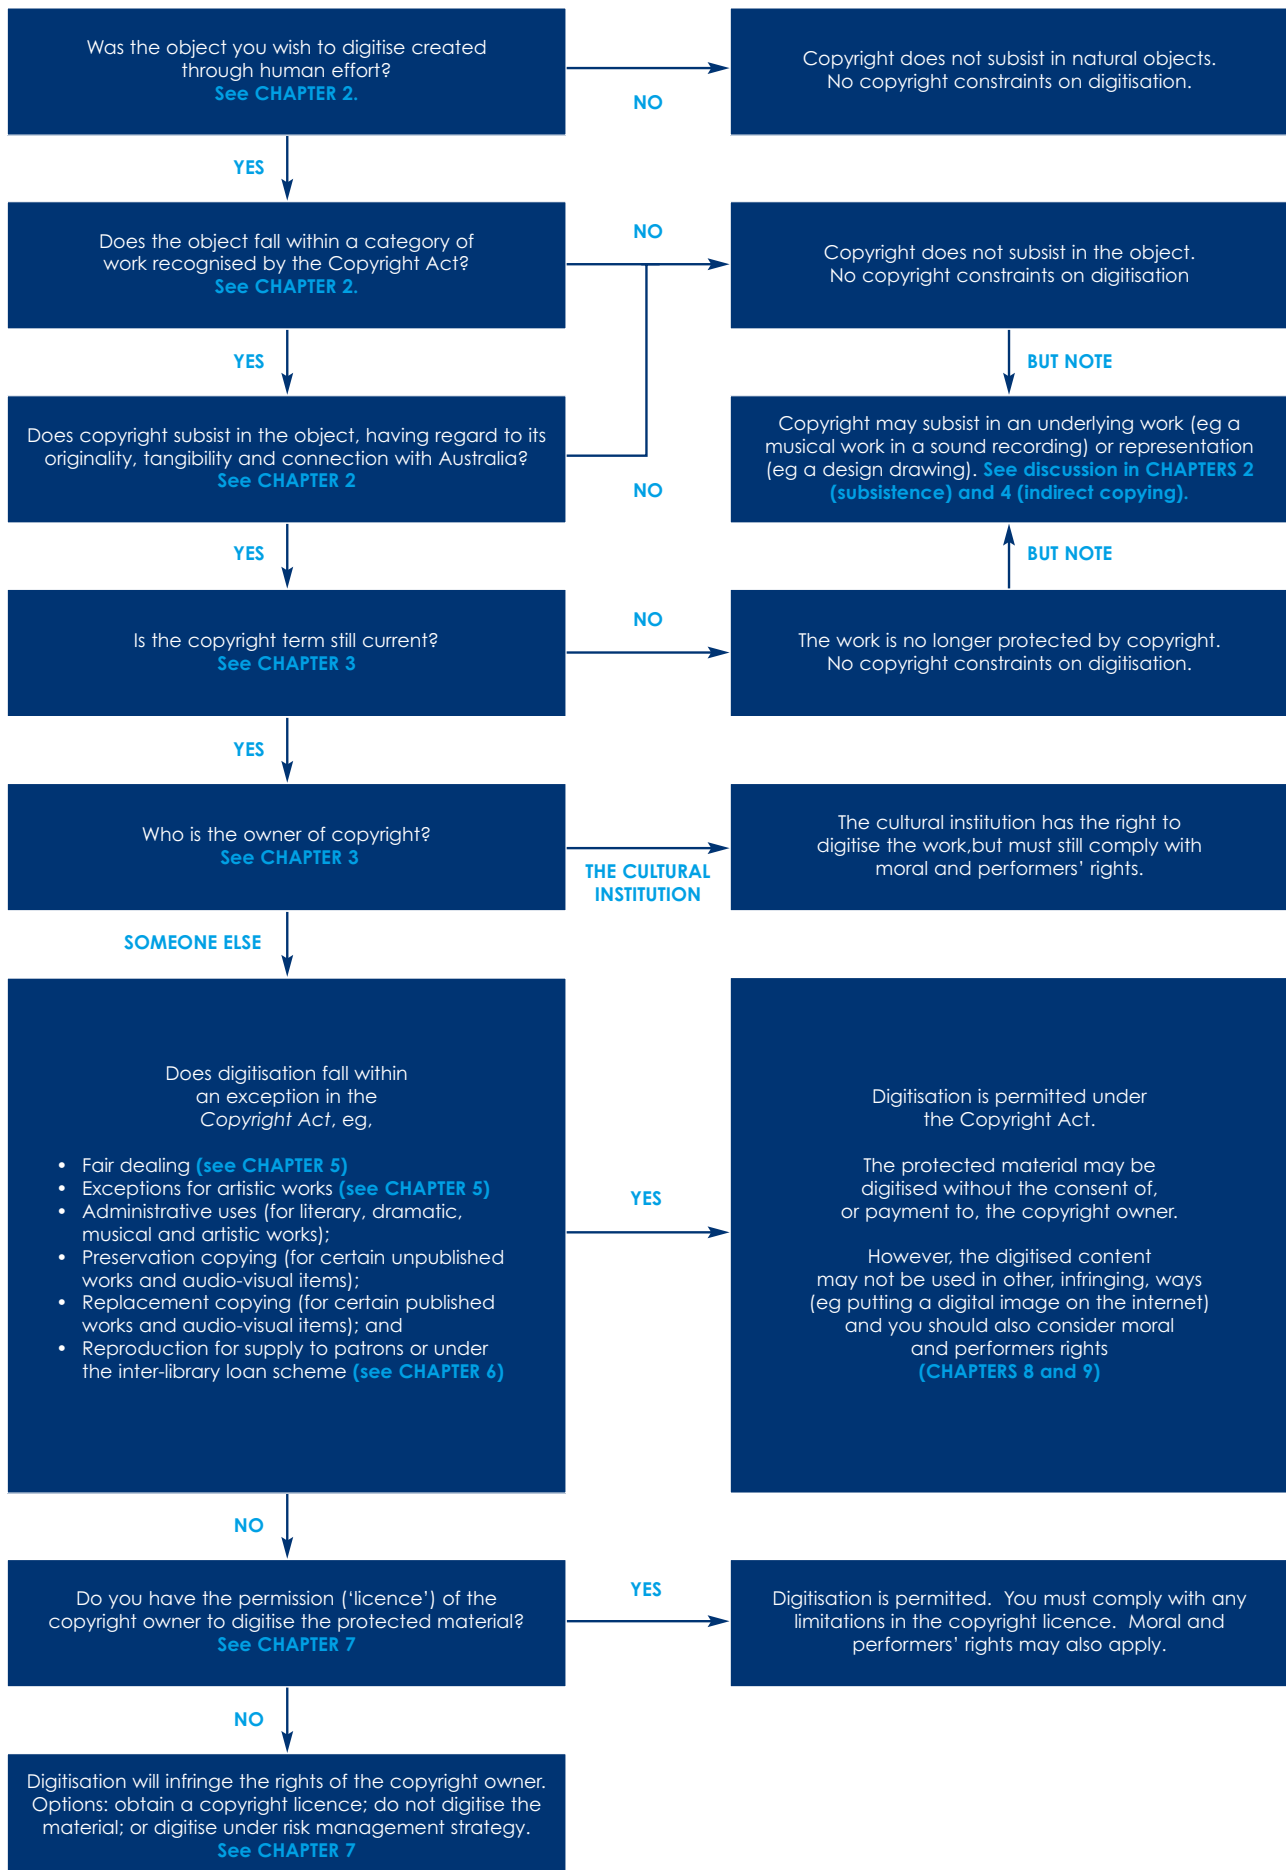 Was the object you wish to digitise created
through human effort?
See CHAPTER 2.
NO
Copyright does not subsist in natural objects.
No copyright constraints on digitisation.
YES
Does the object fall within a category of
work recognised by the Copyright Act?
See CHAPTER 2.
NO
Copyright does not subsist in the object.
No copyright constraints on digitisation
YES
BUT NOTE
Does copyright subsist in the object, having regard to its
originality, tangibility and connection with Australia?
See CHAPTER 2
NO
Copyright may subsist in an underlying work (eg a
musical work in a sound recording) or representation
(eg a design drawing). See discussion in CHAPTERS 2
(subsistence) and 4 (indirect copying).
YES
BUT NOTE
Is the copyright term still current?
See CHAPTER 3
NO
The work is no longer protected by copyright.
No copyright constraints on digitisation.
YES
Who is the owner of copyright?
See CHAPTER 3
THE CULTURAL
INSTITUTION
The cultural institution has the right to
digitise the work,but must still comply with
moral and performers’ rights.
SOMEONE ELSE
Does digitisation fall within
an exception in the
Copyright Act, eg,
• Fair dealing (see CHAPTER 5)
• Exceptions for artistic works (see CHAPTER 5)
• Administrative uses (for literary, dramatic,
musical and artistic works);
• Preservation copying (for certain unpublished
works and audio-visual items);
• Replacement copying (for certain published
works and audio-visual items); and
• Reproduction for supply to patrons or under
the inter-library loan scheme (see CHAPTER 6)
YES
Digitisation is permitted under
the Copyright Act.
The protected material may be
digitised without the consent of,
or payment to, the copyright owner.
However, the digitised content
may not be used in other, infringing, ways
(eg putting a digital image on the internet)
and you should also consider moral
and performers rights
(CHAPTERS 8 and 9)
NO
Do you have the permission (‘licence’) of the
copyright owner to digitise the protected material?
See CHAPTER 7
YES
Digitisation is permitted.  You must comply with any
limitations in the copyright licence.  Moral and
performers’ rights may also apply.
NO
Digitisation will infringe the rights of the copyright owner.
Options: obtain a copyright licence; do not digitise the
material; or digitise under risk management strategy.
See CHAPTER 7